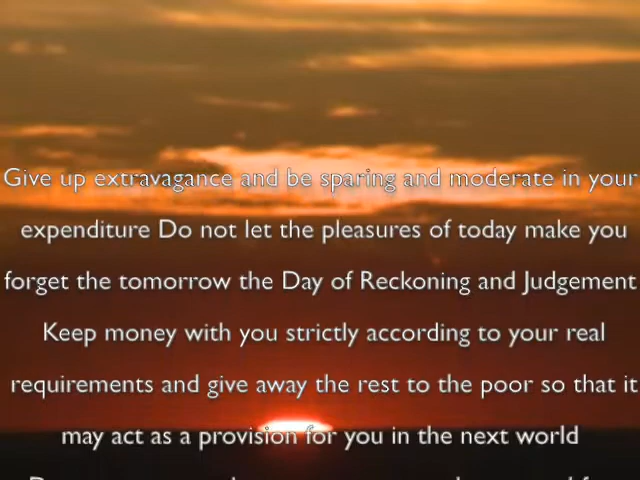 Give up extravagance and be sparing and moderate in your
expenditure Do not let the pleasures of today make you
forget the tomorrow the Day of Reckoning and Judgement
Keep money with you strictly according to your real
requirements and give away the rest to the poor so that it
may act as a provision for you in the next world